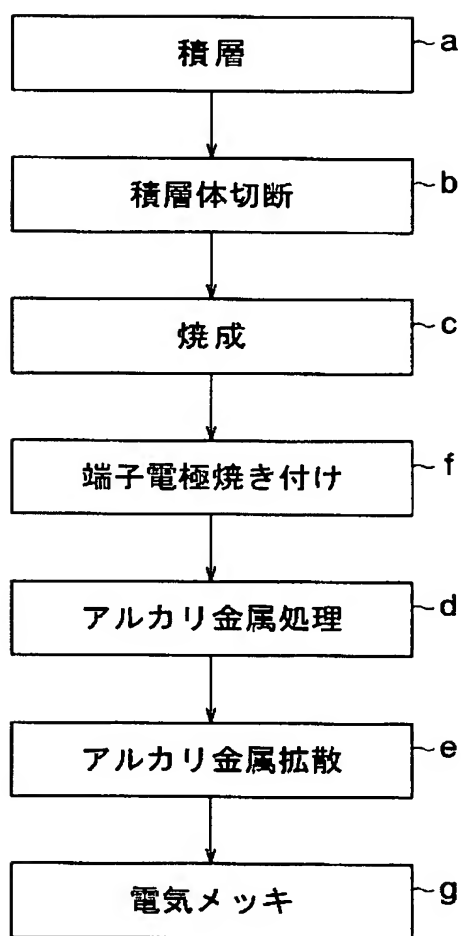 積層 a
積層体切断 b
焼成 c
端子電極焼き付け f
アルカリ金属処理 d
アルカリ金属拡散 e
電気メッキ g